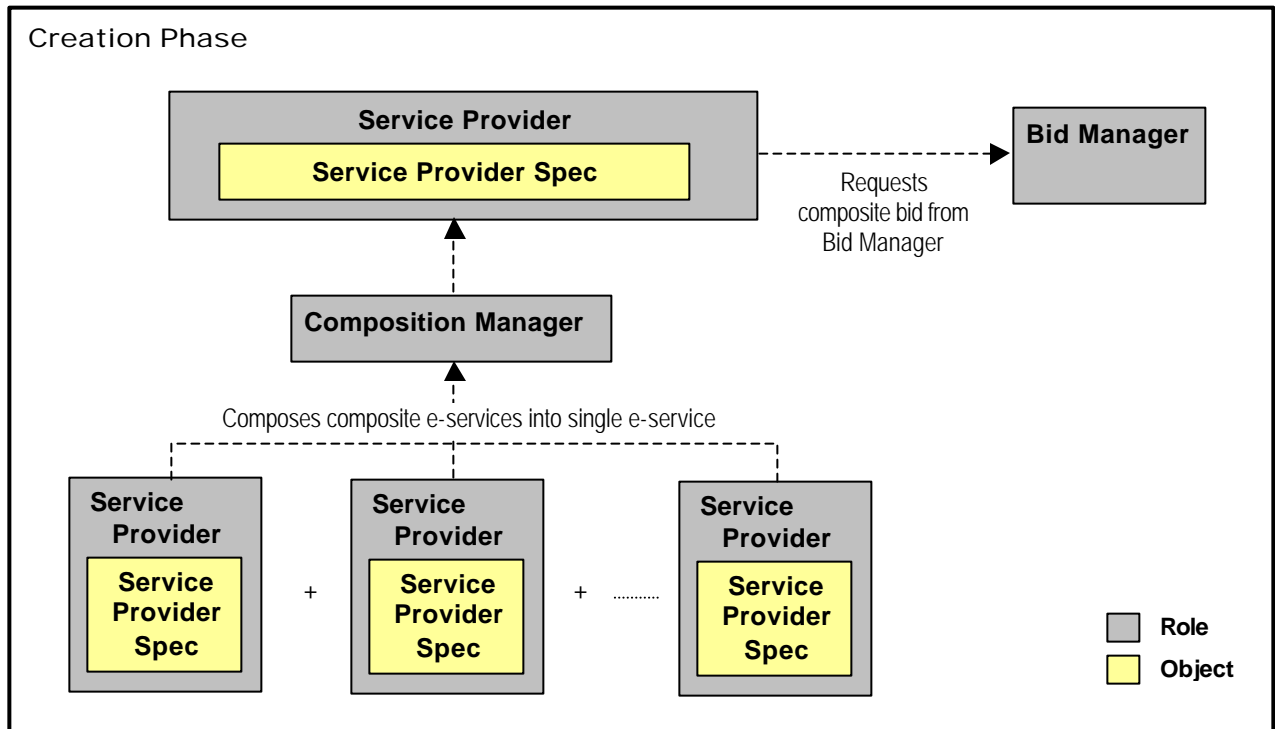 Creation Phase
Service Provider
Service Provider Spec
Bid Manager
Requests
composite bid from
Bid Manager
Composition Manager
Composes composite e-services into single e-service
Service
Provider
Service
Provider
Spec
+
Service
Provider
Service
Provider
Spec
+ ...........
Service
Provider
Service
Provider
Spec
Role
Object